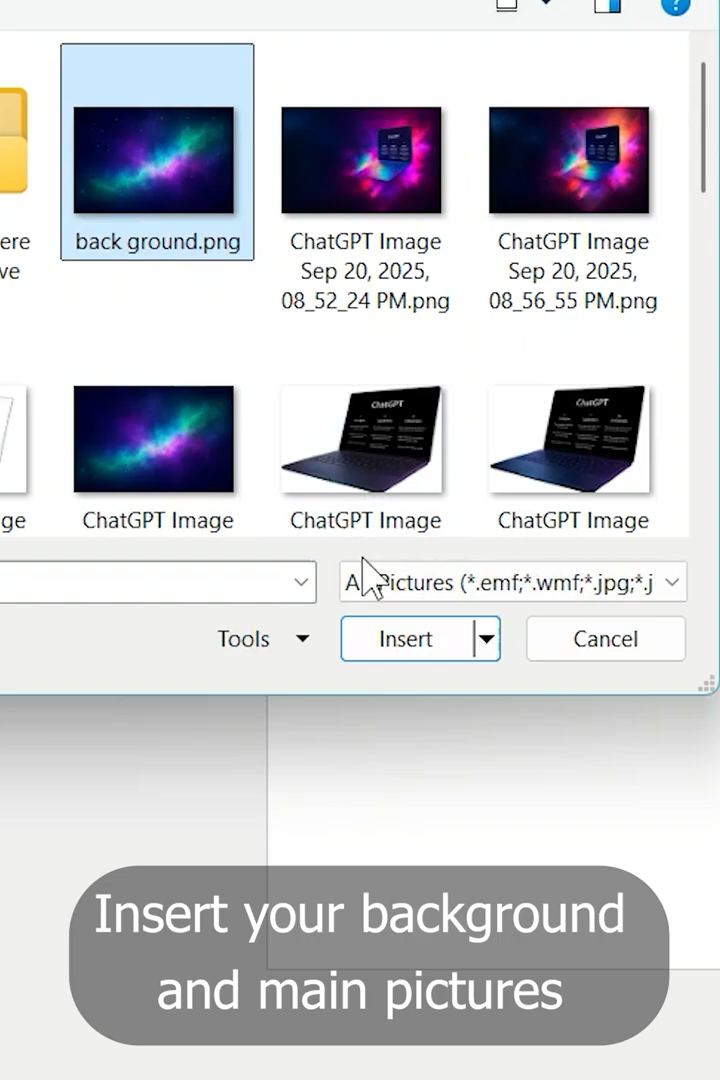 ere
ve
back ground.png
ChatGPT Image
Sep 20, 2025,
08_52_24 PM.png
ChatGPT Image
Sep 20, 2025,
08_56_55 PM.png
ChatGPT
ChatGPT
ge
ChatGPT Image
ChatGPT Image
ChatGPT Image
Pictures (*.emf;*.wmf;*.jpg;*.j
Tools
Insert
Cancel
Insert your background
and main pictures